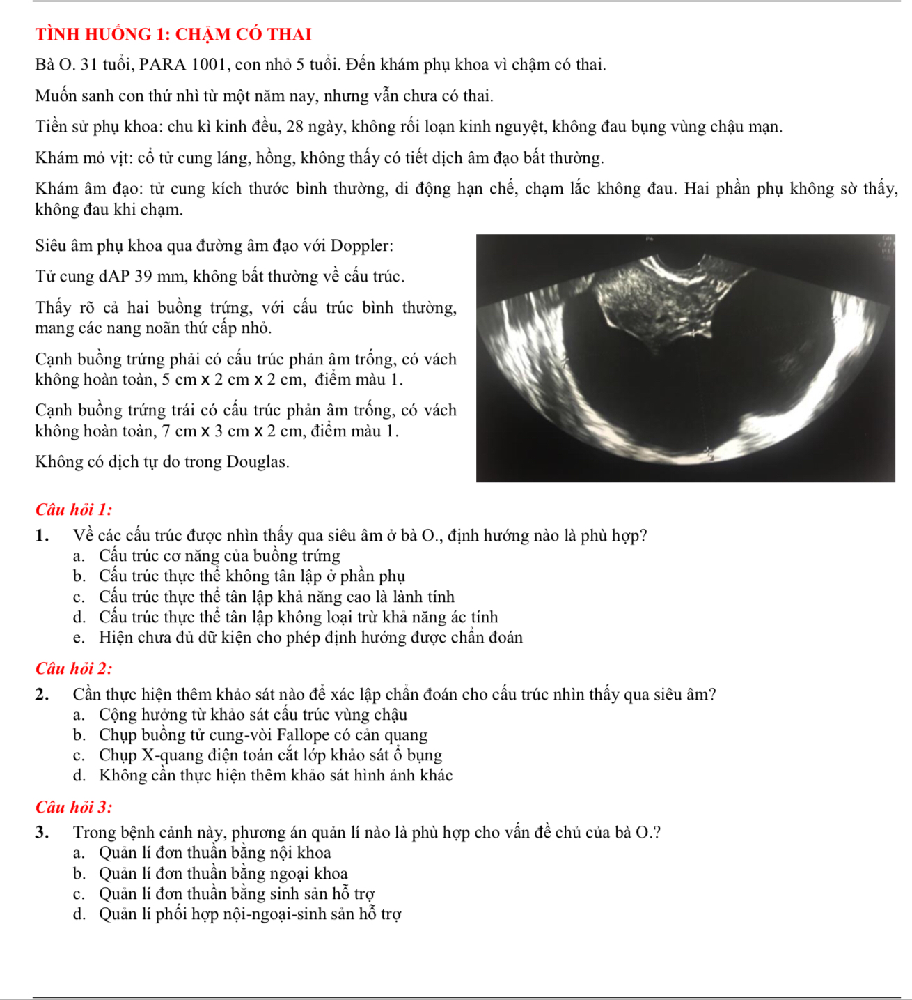 TÌNH HUỐNG 1: CHẬM CÓ THAI
Bà O. 31 tuổi, PARA 1001, con nhỏ 5 tuổi. Đến khám phụ khoa vì chậm có thai.
Muốn sanh con thứ nhì từ một năm nay, nhưng vẫn chưa có thai.
Tiền sử phụ khoa: chu kì kinh đều, 28 ngày, không rối loạn kinh nguyệt, không đau bụng vùng chậu mạn.
Khám mỏ vịt: cổ tử cung láng, hồng, không thấy có tiết dịch âm đạo bất thường.
Khám âm đạo: tử cung kích thước bình thường, di động hạn chế, chạm lắc không đau. Hai phần phụ không sờ thấy,
không đau khi chạm.
Siêu âm phụ khoa qua đường âm đạo với Doppler:
Tử cung dAP 39 mm, không bất thường về cấu trúc.
Thấy rõ cả hai buồng trứng, với cấu trúc bình thường,
mang các nang noãn thứ cấp nhỏ.
Cạnh buồng trứng phải có cấu trúc phản âm trống, có vách
không hoàn toàn, 5 cm x 2 cm x 2 cm, điểm màu 1.
Cạnh buồng trứng trái có cấu trúc phản âm trống, có vách
không hoàn toàn, 7 cm x 3 cm x 2 cm, điểm màu 1.
Không có dịch tự do trong Douglas.
Câu hỏi 1:
1. Về các cấu trúc được nhìn thấy qua siêu âm ở bà O., định hướng nào là phù hợp?
a. Cấu trúc cơ năng của buồng trứng
b. Cấu trúc thực thể không tân lập ở phần phụ
c. Cấu trúc thực thể tân lập khả năng cao là lành tính
d. Cấu trúc thực thể tân lập không loại trừ khả năng ác tính
e. Hiện chưa đủ dữ kiện cho phép định hướng được chẩn đoán
Câu hỏi 2:
2. Cần thực hiện thêm khảo sát nào để xác lập chẩn đoán cho cấu trúc nhìn thấy qua siêu âm?
a. Cộng hưởng từ khảo sát cấu trúc vùng chậu
b. Chụp buồng tử cung-vòi Fallope có cản quang
c. Chụp X-quang điện toán cắt lớp khảo sát ổ bụng
d. Không cần thực hiện thêm khảo sát hình ảnh khác
Câu hỏi 3:
3. Trong bệnh cảnh này, phương án quản lí nào là phù hợp cho vấn đề chủ của bà O.?
a. Quản lí đơn thuần bằng nội khoa
b. Quản lí đơn thuần bằng ngoại khoa
c. Quản lí đơn thuần bằng sinh sản hỗ trợ
d. Quản lí phối hợp nội-ngoại-sinh sản hỗ trợ